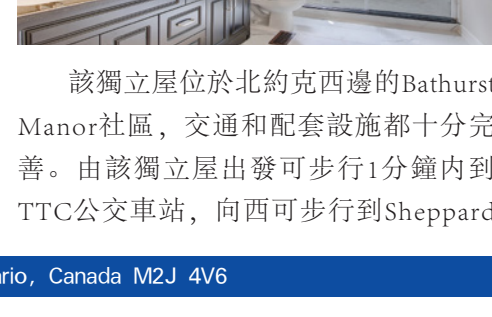 該獨立屋位於北約克西邊的Bathurst
Manor社區，交通和配套設施都十分完
善。由該獨立屋出發可步行1分鐘内到
TTC公交車站，向西可步行到Sheppard
rio, Canada M2J 4V6